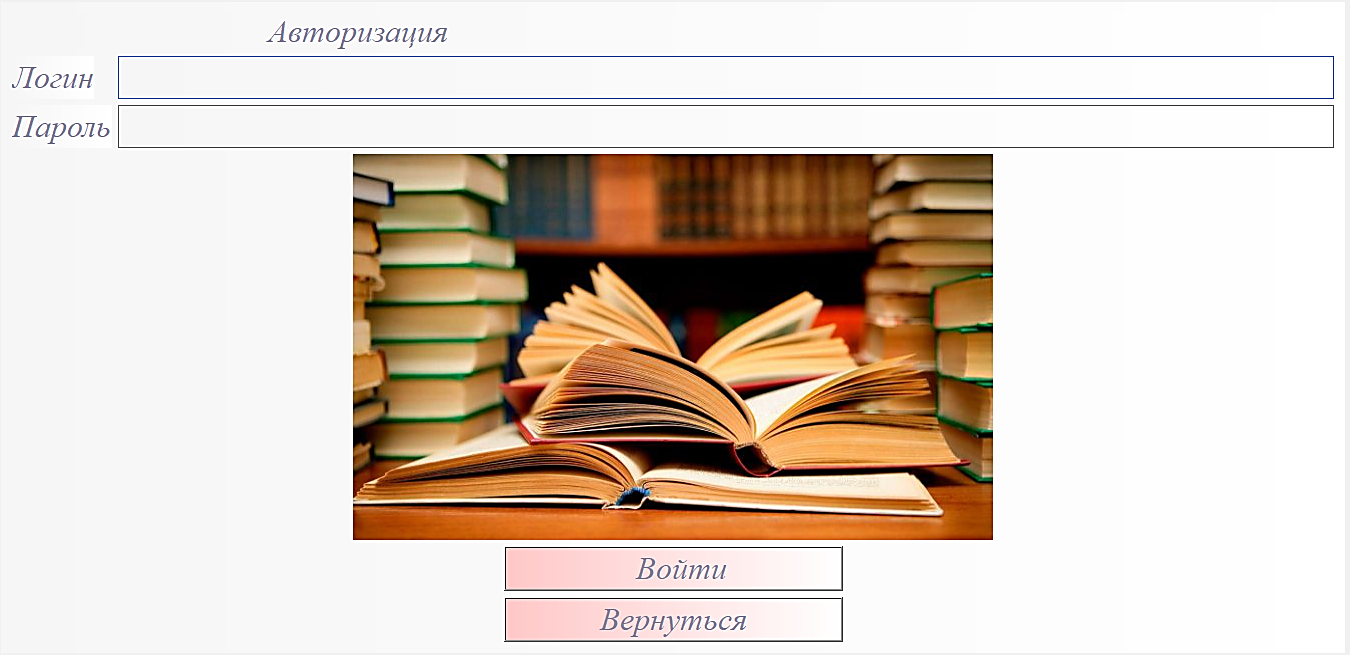 Авторизация
Логин
Пароль
Войти
Вернуться